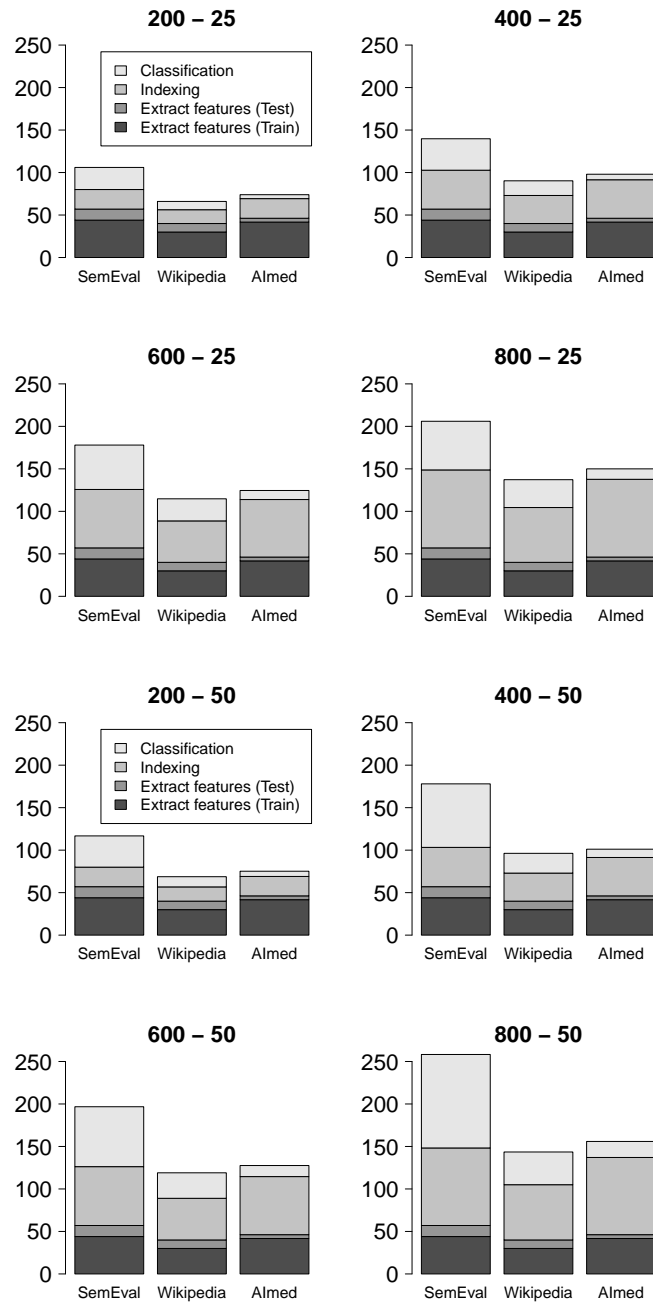 200 – 25
250
200
150
100
50
0
Classification
Indexing
Extract features (Test)
Extract features (Train)
SemEval Wikipedia AImed
400 – 25
250
200
150
100
50
0
SemEval Wikipedia AImed
600 – 25
250
200
150
100
50
0
SemEval Wikipedia AImed
800 – 25
250
200
150
100
50
0
SemEval Wikipedia AImed
200 – 50
250
200
150
100
50
0
Classification
Indexing
Extract features (Test)
Extract features (Train)
SemEval Wikipedia AImed
400 – 50
250
200
150
100
50
0
SemEval Wikipedia AImed
600 – 50
250
200
150
100
50
0
SemEval Wikipedia AImed
800 – 50
250
200
150
100
50
0
SemEval Wikipedia AImed